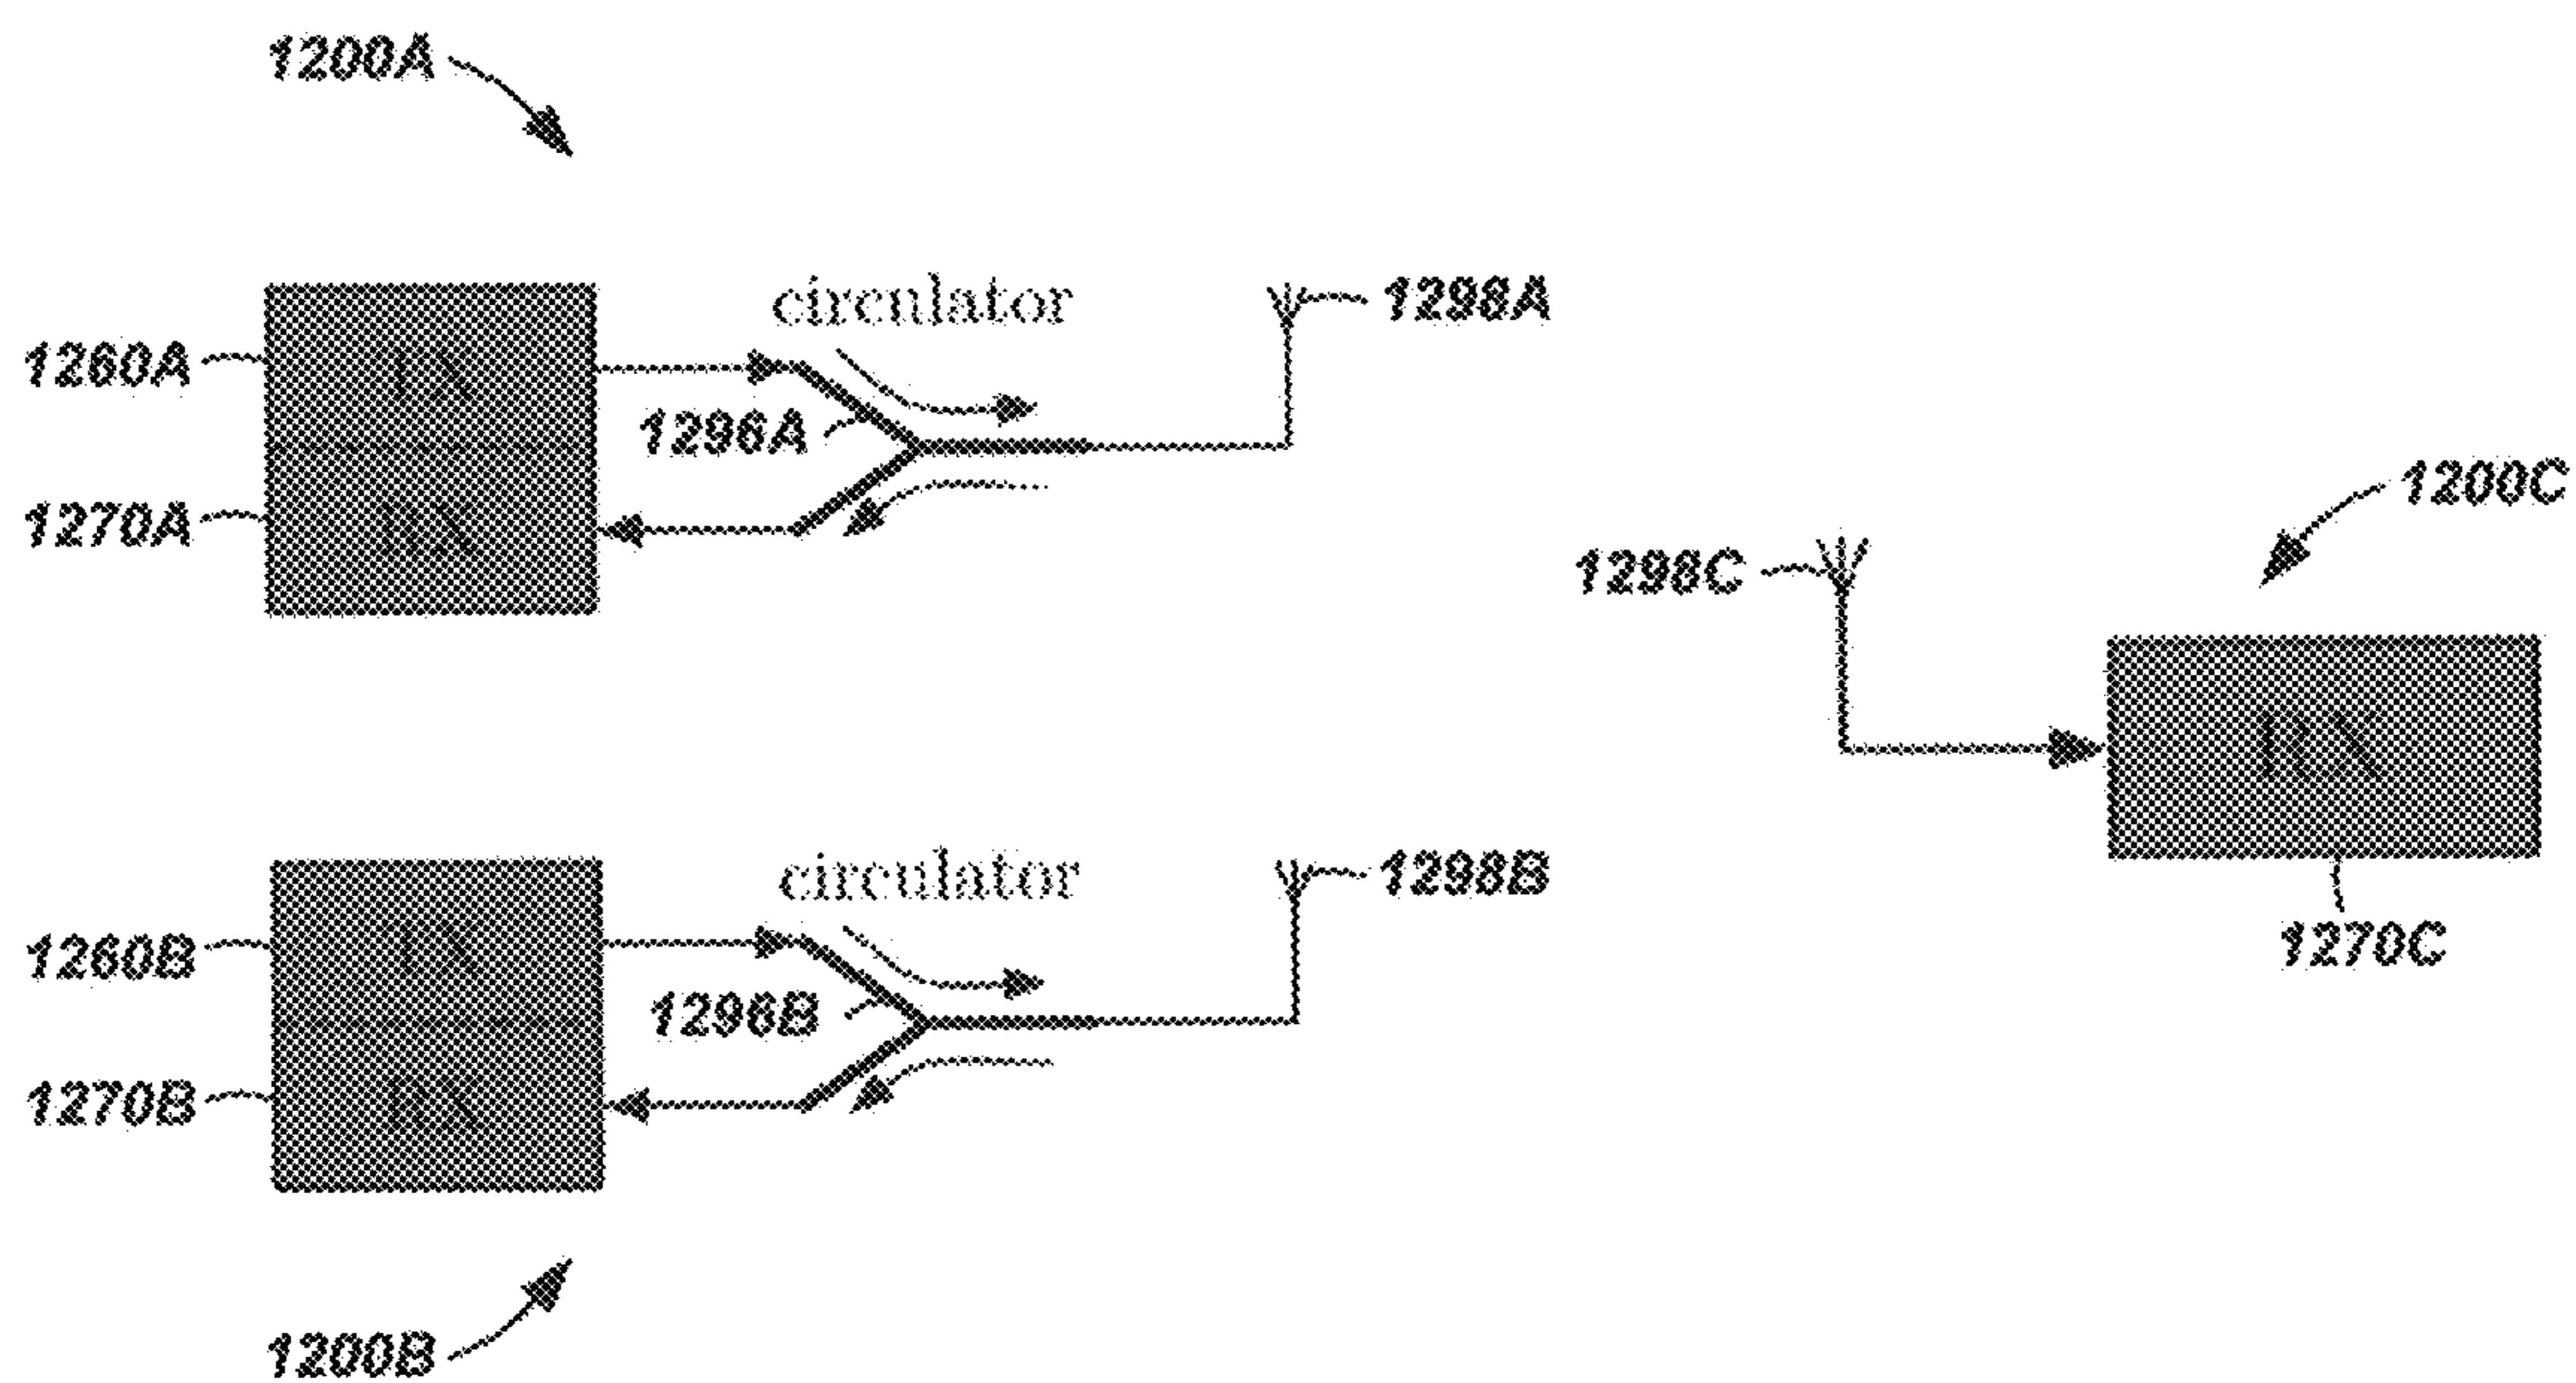 1200A
circulator
1298A
1260A
TX
1296A
1270A
RX
1200C
1298C
RX
1270C
circulator
1298B
1260B
TX
1296B
1270B
RX
1200B